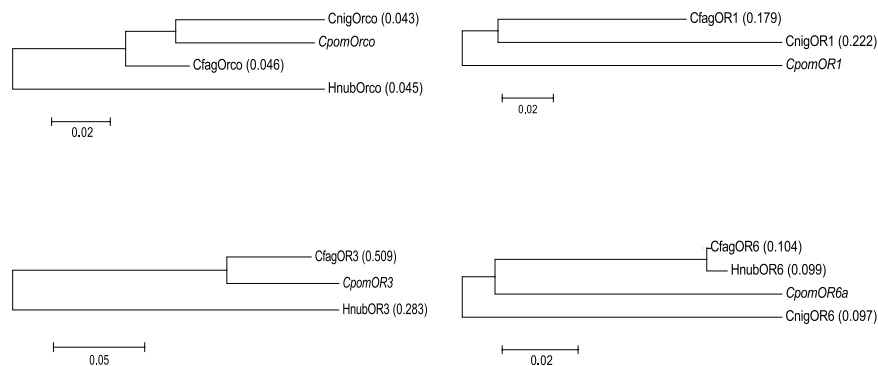 CnigOrco (0.043)
CpomOrco
CfagOrco (0.046)
HnubOrco (0.045)
0.02
CfagOR1 (0.179)
CnigOR1 (0.222)
CpomOR1
0.02
CfagOR3 (0.509)
CpomOR3
HnubOR3 (0.283)
0.05
CfagOR6 (0.104)
HnubOR6 (0.099)
CpomOR6a
CnigOR6 (0.097)
0.02